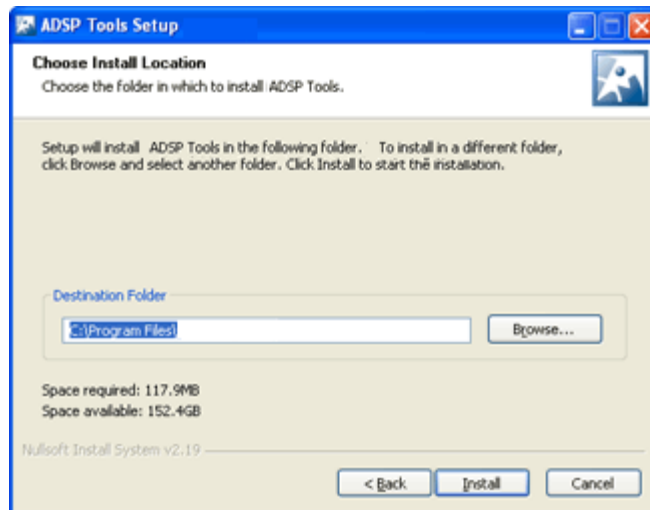 ADSP Tools Setup
Choose Install Location
Choose the folder in which to install ADSP Tools.
Setup will install ADSP Tools in the following folder. To install in a different folder,
click Browse and select another folder. Click Install to start the installation.
Destination Folder
C:\Program Files\
Browse...
Space required: 117.9MB
Space available: 152.4GB
Nullsoft Install System v2.19
< Back
Install
Cancel